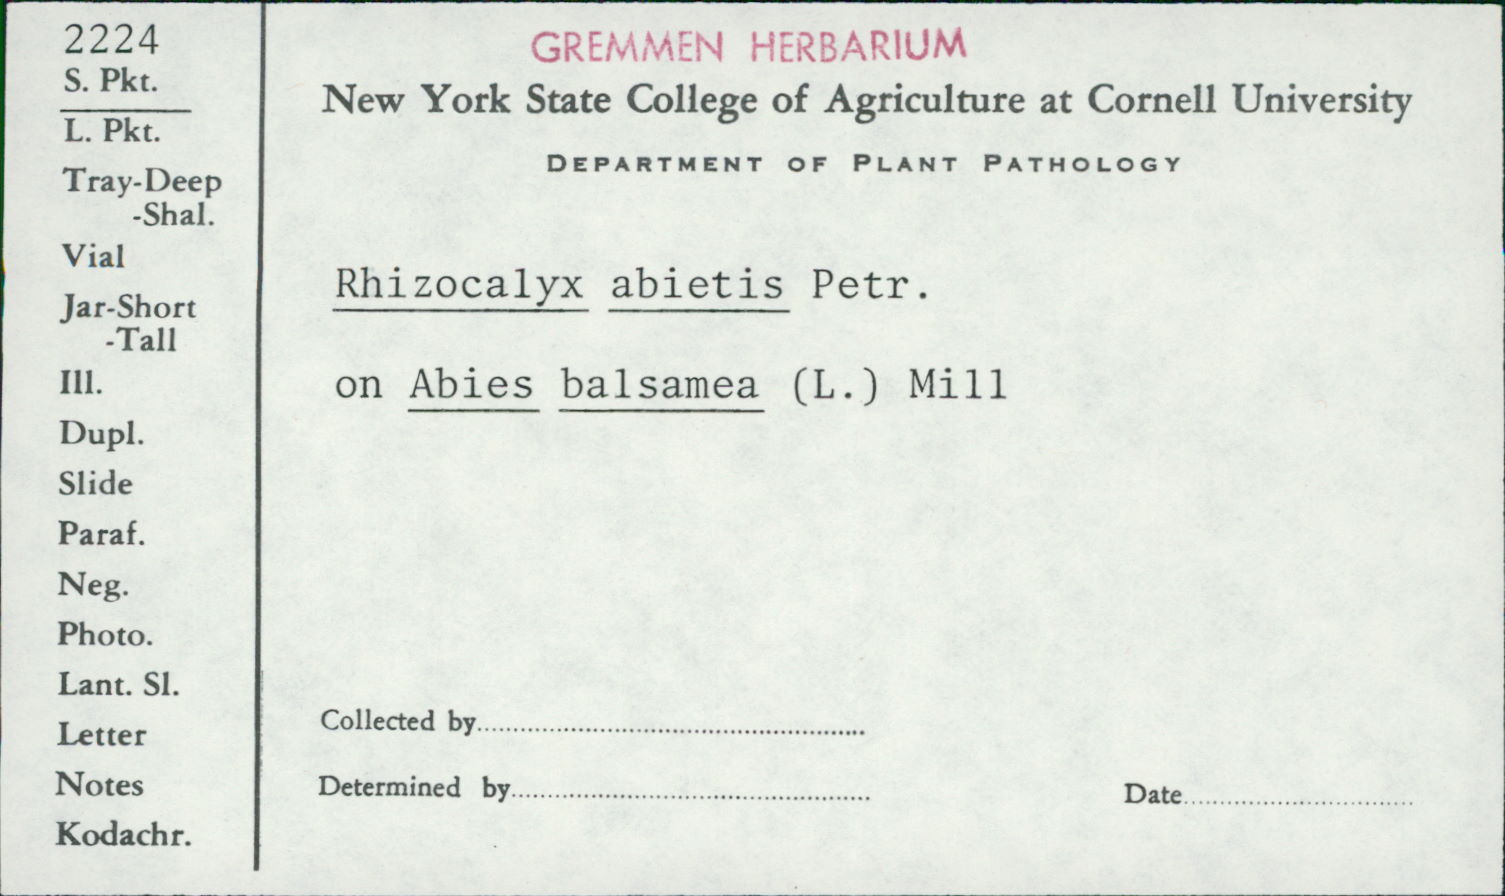 2224
S. Pkt.
L. Pkt.
Tray-Deep
-Shal.
Vial
Jar-Short
-Tall
Ill.
Dupl.
Slide
Paraf.
Neg.
Photo.
Lant. Sl.
Letter
Notes
Kodachr.
GREMMEN HERBARIUM
New York State College of Agriculture at Cornell University
DEPARTMENT OF PLANT PATHOLOGY
Rhizocalyx abietis Petr.
on Abies balsamea (L.) Mill
Collected by
Determined by
Date